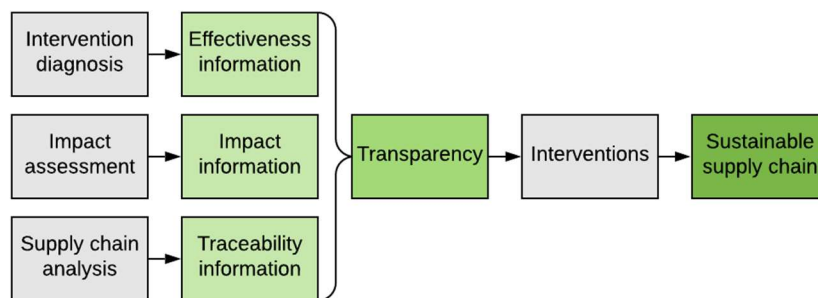 Intervention
diagnosis
Effectiveness
information
Impact
assessment
Impact
information
Transparency
Interventions
Sustainable
supply chain
Supply chain
analysis
Traceability
information